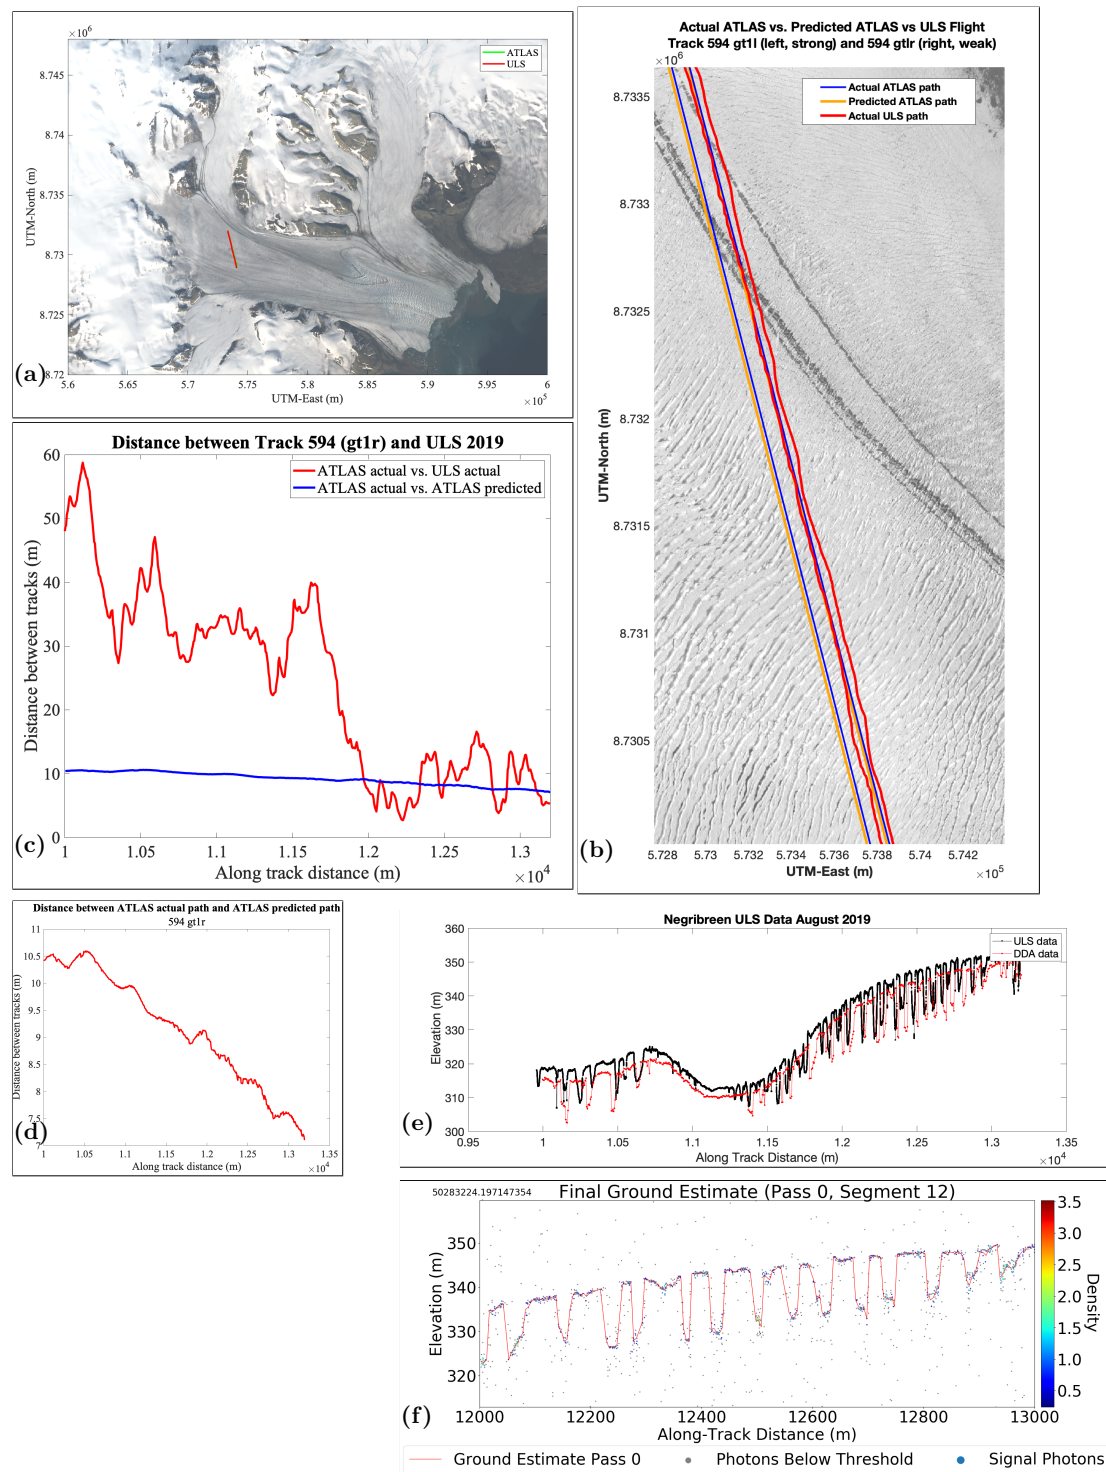 ×10⁶
8.745
8.74
8.735
8.73
8.725
8.72
UTM-North (m)
ATLAS
ULS
5.6
5.65
5.7
5.75
5.8
5.85
5.9
5.95
6
UTM-East (m)
×10⁵
(a)
Actual ATLAS vs. Predicted ATLAS vs ULS Flight
Track 594 gt1l (left, strong) and 594 gtlr (right, weak)
×10⁶
Actual ATLAS path
Predicted ATLAS path
Actual ULS path
8.7335
8.733
8.7325
8.732
8.7315
8.731
8.7305
UTM-North (m)
5.728
5.73
5.732
5.734
5.736
5.738
5.74
5.742
UTM-East (m)
×10⁵
(b)
Distance between Track 594 (gt1r) and ULS 2019
ATLAS actual vs. ULS actual
ATLAS actual vs. ATLAS predicted
60
50
40
30
20
10
0
Distance between tracks (m)
1
1.05
1.1
1.15
1.2
1.25
1.3
Along track distance (m)
×10⁴
(c)
Distance between ATLAS actual path and ATLAS predicted path
594 gt1r
11
10.5
10
9.5
9
8.5
8
7.5
7
Distance between tracks (m)
1
1.05
1.1
1.15
1.2
1.25
1.3
1.35
Along track distance (m)
×10⁴
(d)
Negribreen ULS Data August 2019
ULS data
DDA data
360
350
340
330
320
310
300
Elevation (m)
0.95
1
1.05
1.1
1.15
1.2
1.25
1.3
1.35
Along Track Distance (m)
×10⁴
(e)
50283224.197147354
Final Ground Estimate (Pass 0, Segment 12)
350
340
330
320
Elevation (m)
12000
12200
12400
12600
12800
13000
Along-Track Distance (m)
3.5
3.0
2.5
2.0
1.5
1.0
0.5
Density
(f)
Ground Estimate Pass 0
Photons Below Threshold
Signal Photons